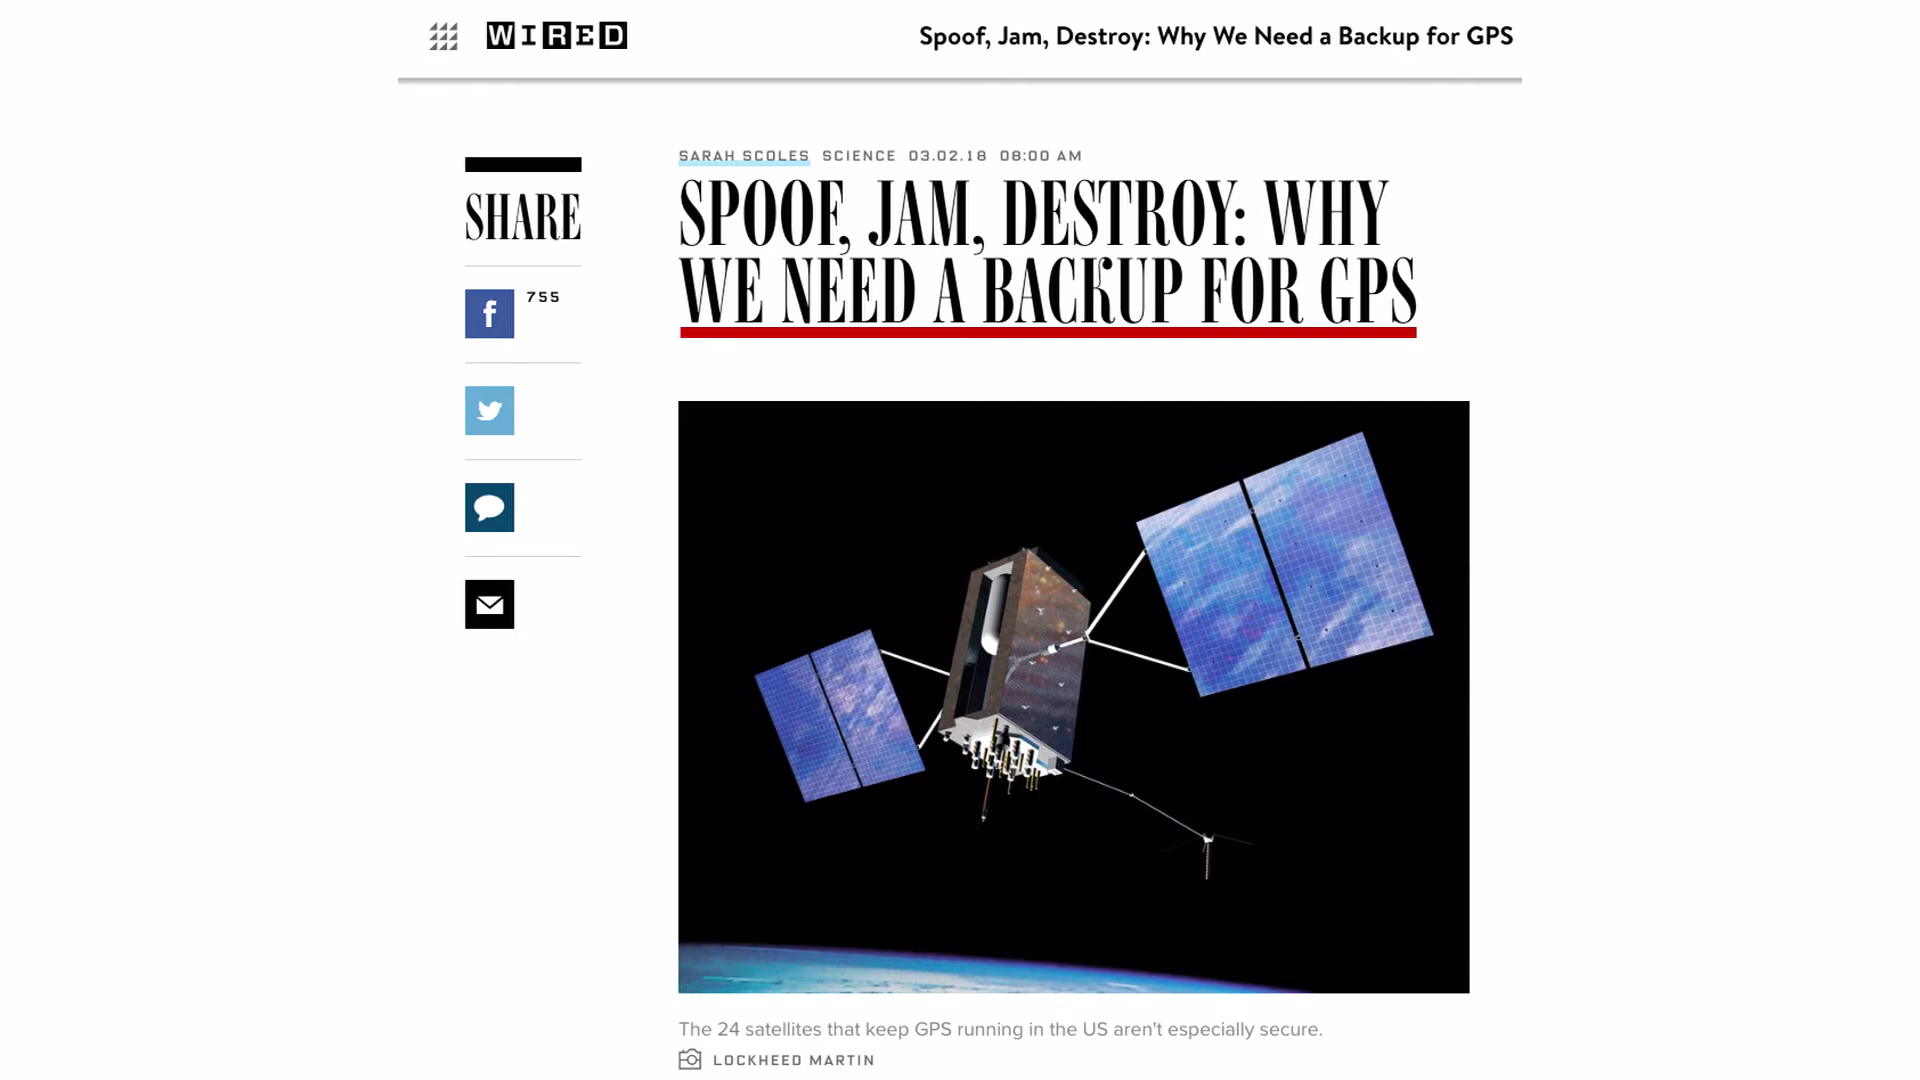 WIRED
Spoof, Jam, Destroy: Why We Need a Backup for GPS
SHARE
755
SARAH SCOLES SCIENCE 03.02.18 08:00 AM
SPOOF, JAM, DESTROY: WHY
WE NEED A BACKUP FOR GPS
The 24 satellites that keep GPS running in the US aren't especially secure.
LOCKHEED MARTIN